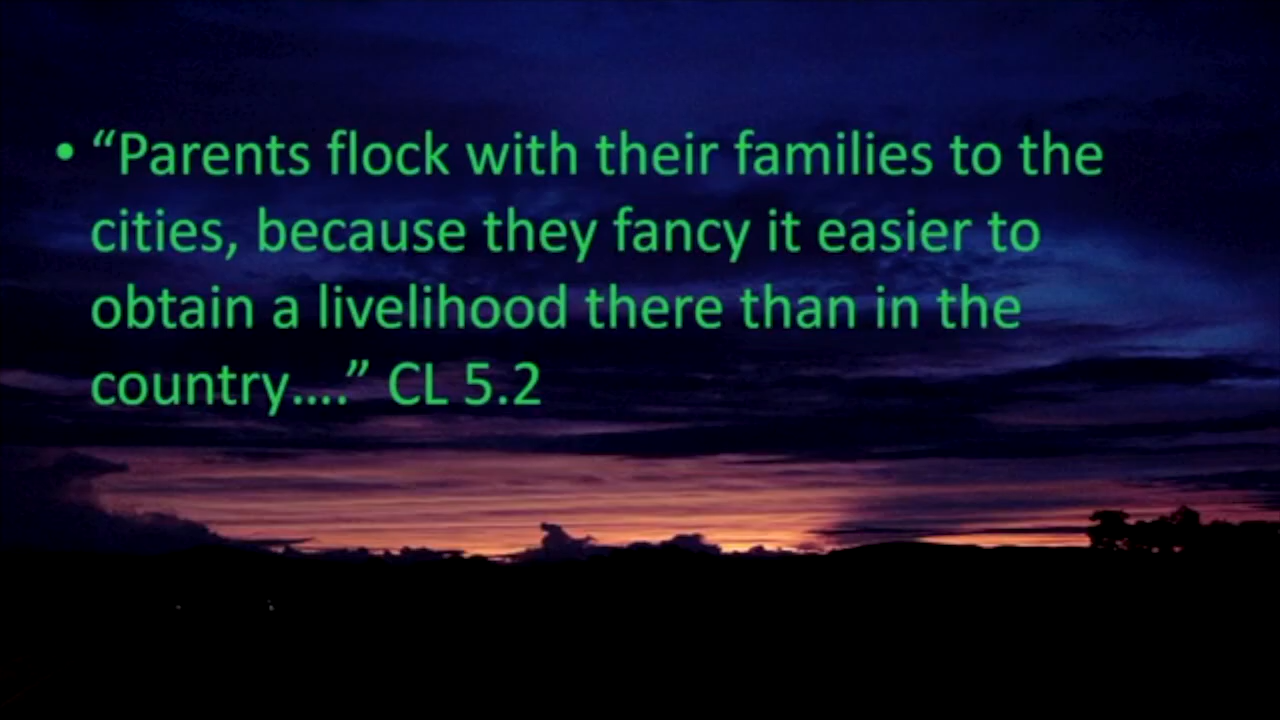 • “Parents flock with their families to the
cities, because they fancy it easier to
obtain a livelihood there than in the
country….” CL 5.2